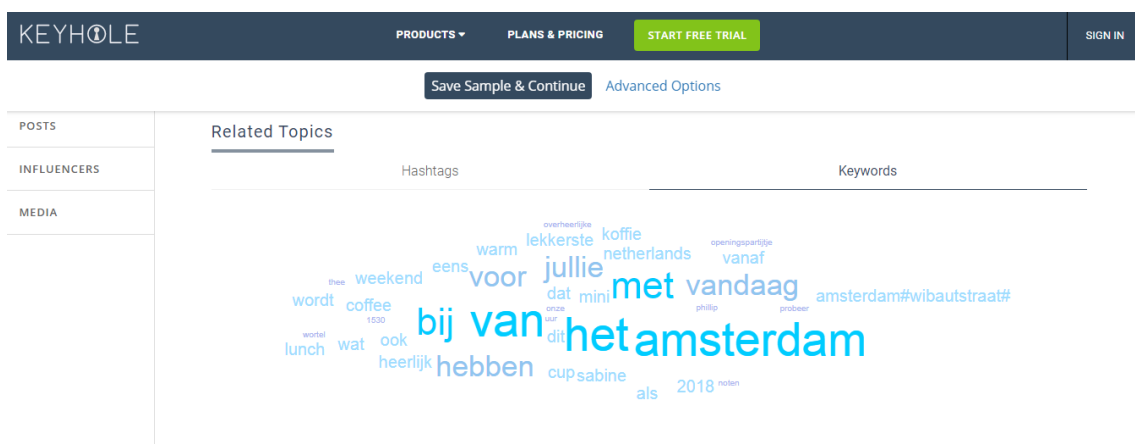 KEYHOLE PRODUCTS PLANS & PRICING START FREE TRIAL SIGN IN
Save Sample & Continue Advanced Options
POSTS
INFLUENCERS
MEDIA
Related Topics
Hashtags Keywords
overheerlijke
koffie
lekkerste
openingspartijtje
warm
netherlands
vanaf
eens
jullie
voor
weekend
thee
met
vandaag
dat
mini
amsterdam#wibautstraat#
wordt
coffee
onze
phillip
probeer
1530
uur
bij
van
het
amsterdam
wortel
dit
ook
wat
lunch
heerlijk
hebben
cup
sabine
2018
noten
als